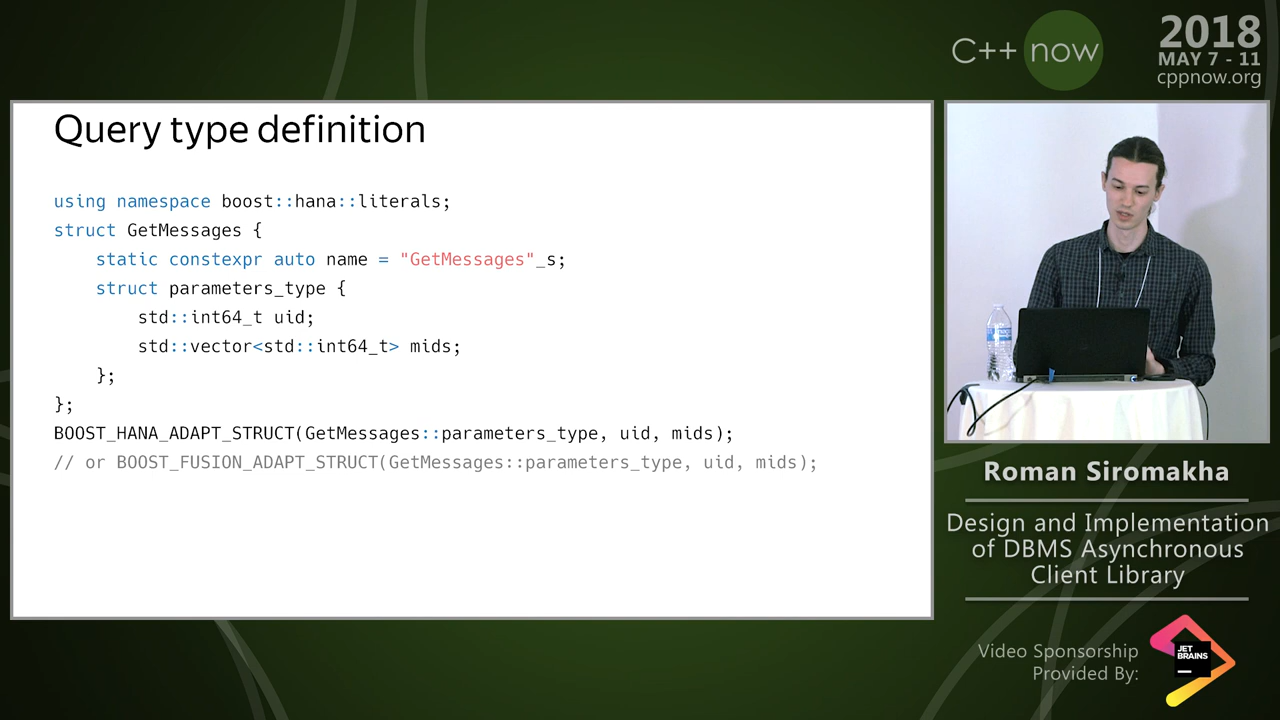 C++ now
2018
MAY 7 - 11
cppnow.org
Query type definition
using namespace boost::hana::literals;
struct GetMessages {
static constexpr auto name = "GetMessages"_s;
struct parameters_type {
std::int64_t uid;
std::vector<std::int64_t> mids;
};
};
BOOST_HANA_ADAPT_STRUCT(GetMessages::parameters_type, uid, mids);
// or BOOST_FUSION_ADAPT_STRUCT(GetMessages::parameters_type, uid, mids);
Roman Siromakha
Design and Implementation
of DBMS Asynchronous
Client Library
Video Sponsorship
Provided By:
JET
BRAINS